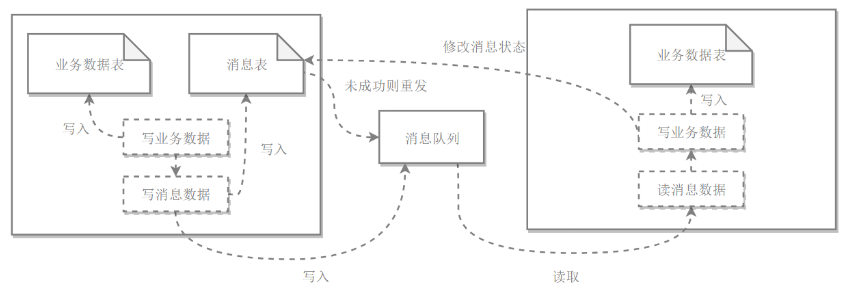 业务数据表
消息表
写入
写业务数据
写入
写消息数据
未成功则重发
消息队列
修改消息状态
业务数据表
写入
写业务数据
读消息数据
写入
读取